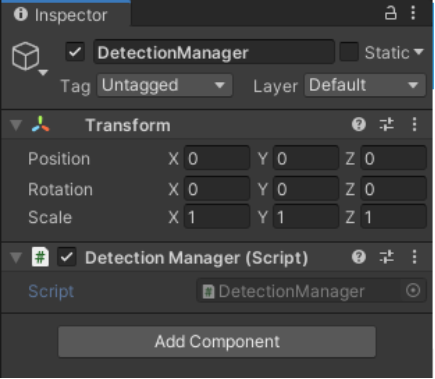 Inspector
DetectionManager Static
Tag Untagged Layer Default
Transform
Position X 0 Y 0 Z 0
Rotation X 0 Y 0 Z 0
Scale X 1 Y 1 Z 1
# Detection Manager (Script)
Script # DetectionManager
Add Component